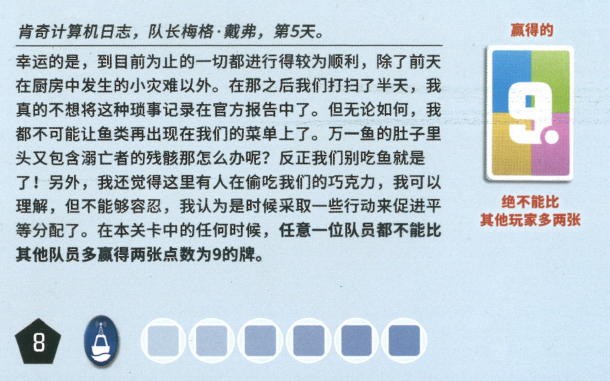 肯奇计算机日志，队长梅格·戴弗，第5天。
幸运的是，到目前为止的一切都进行得较为顺利，除了前天
在厨房中发生的小灾难以外。在那之后我们打扫了半天，我
真的不想将这种琐事记录在官方报告中了。但无论如何，我
都不可能让鱼类再出现在我们的菜单上了。万一鱼的肚子里
头又包含溺亡者的残骸那怎么办呢？反正我们别吃鱼就是
了！另外，我还觉得这里有人在偷吃我们的巧克力，我可以
理解，但不能够容忍，我认为是时候采取一些行动来促进平
等分配了。在本关卡中的任何时候，任意一位队员都不能比
其他队员多赢得两张点数为9的牌。
赢得的
9.
绝不能比
其他玩家多两张
8